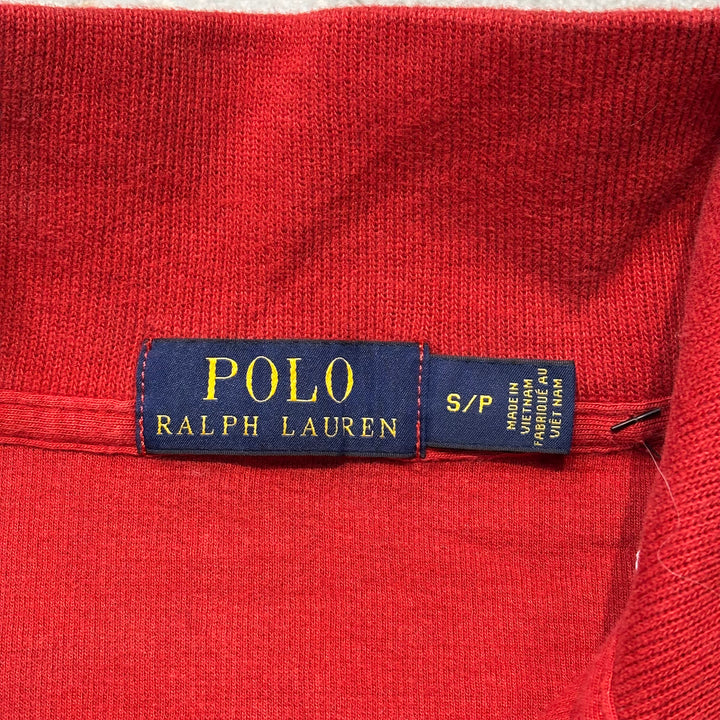 POLO
RALPH LAUREN
S/P
MADE IN
VIETNAM
FABRIQUÉ AU
VIÊT NAM